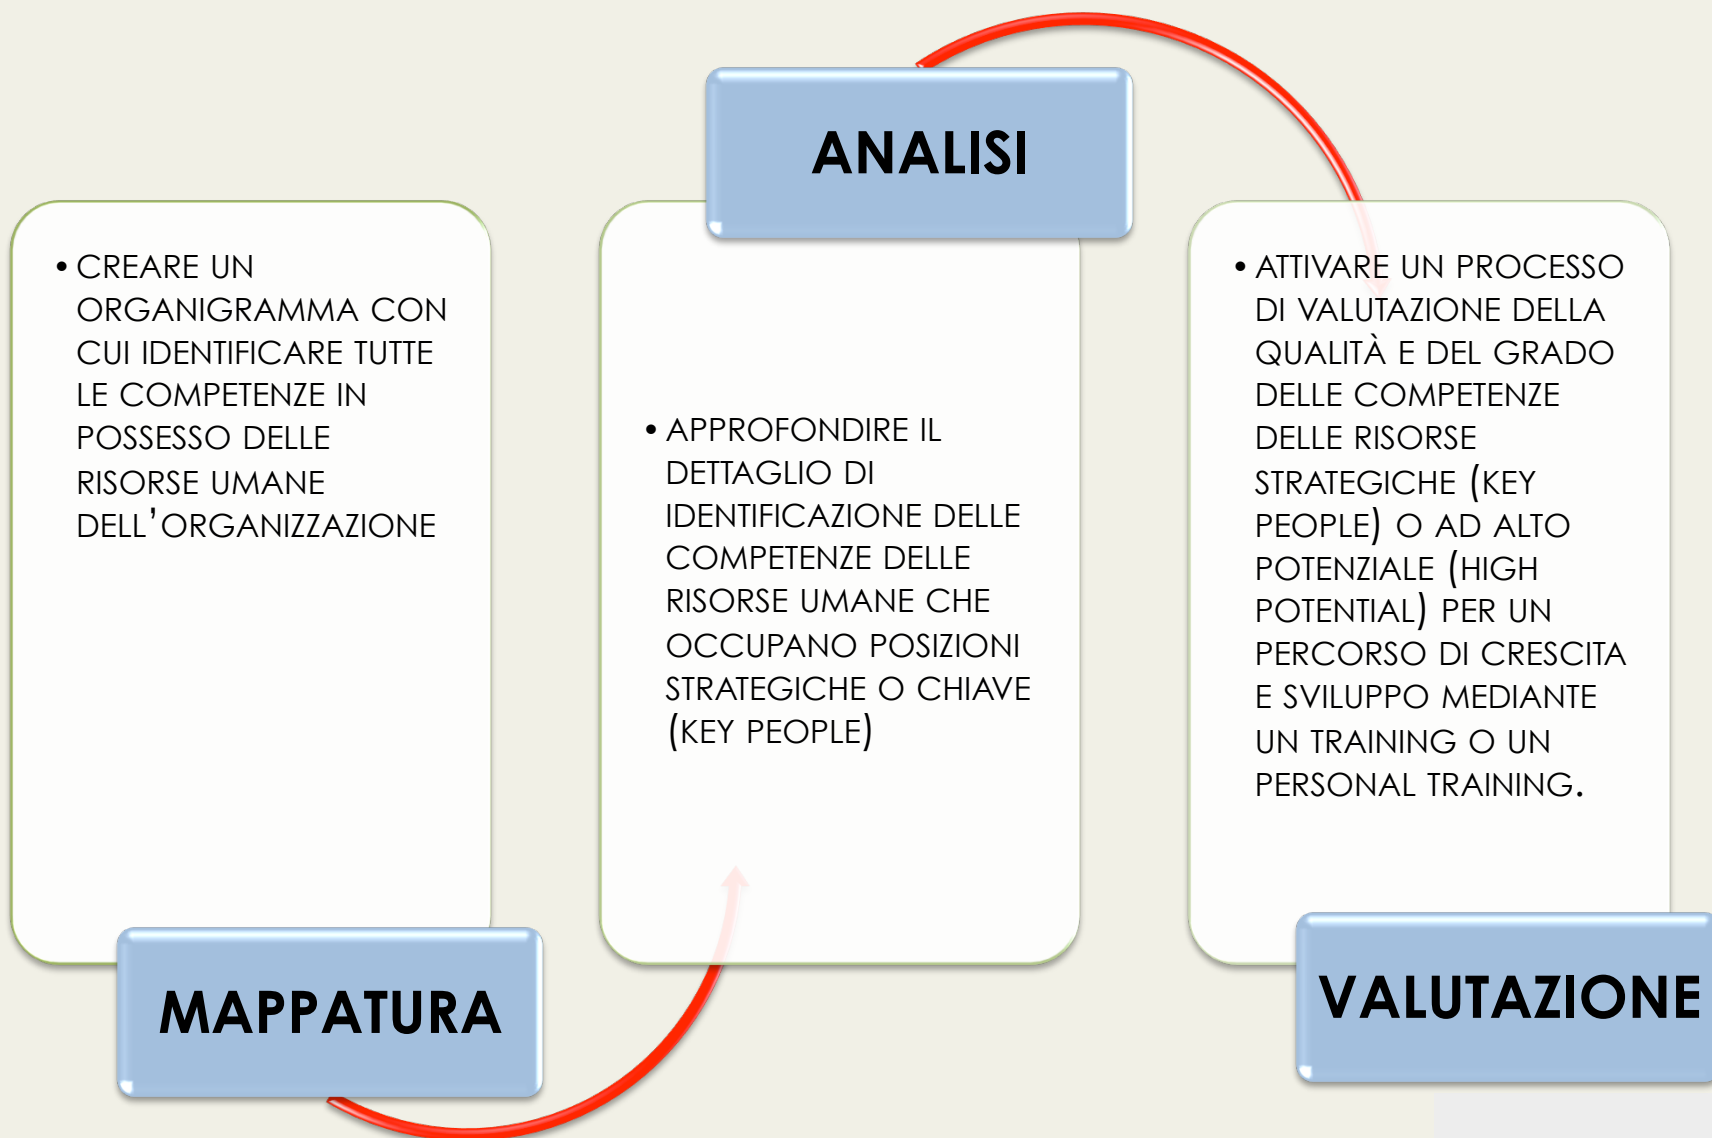 • CREARE UN
ORGANIGRAMMA CON
CUI IDENTIFICARE TUTTE
LE COMPETENZE IN
POSSESSO DELLE
RISORSE UMANE
DELL’ORGANIZZAZIONE
MAPPATURA
ANALISI
• APPROFONDIRE IL
DETTAGLIO DI
IDENTIFICAZIONE DELLE
COMPETENZE DELLE
RISORSE UMANE CHE
OCCUPANO POSIZIONI
STRATEGICHE O CHIAVE
(KEY PEOPLE)
• ATTIVARE UN PROCESSO
DI VALUTAZIONE DELLA
QUALITÀ E DEL GRADO
DELLE COMPETENZE
DELLE RISORSE
STRATEGICHE (KEY
PEOPLE) O AD ALTO
POTENZIALE (HIGH
POTENTIAL) PER UN
PERCORSO DI CRESCITA
E SVILUPPO MEDIANTE
UN TRAINING O UN
PERSONAL TRAINING.
VALUTAZIONE